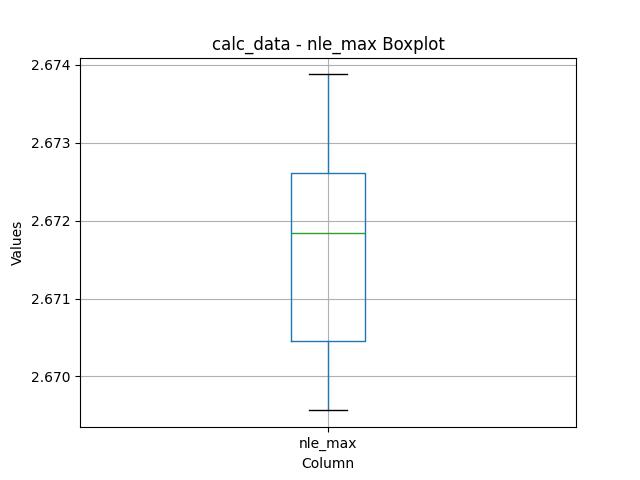 calc_data - nle_max Boxplot
2.674
2.673
2.672
2.671
2.670
Values
nle_max
Column